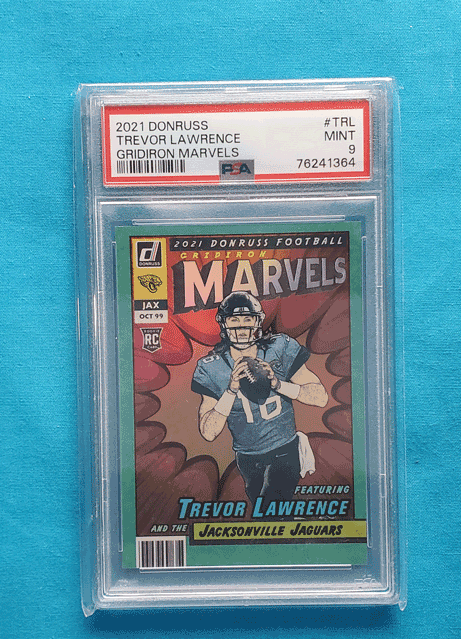 2021 DONRUSS #TRL
TREVOR LAWRENCE MINT
GRIDIRON MARVELS 9
PSA 76241364
DONRUSS
2021 DONRUSS FOOTBALL
GRIDIRON
MARVELS
JAX
OCT 99
RC
16
FEATURING
TREVOR LAWRENCE
AND THE JACKSONVILLE JAGUARS